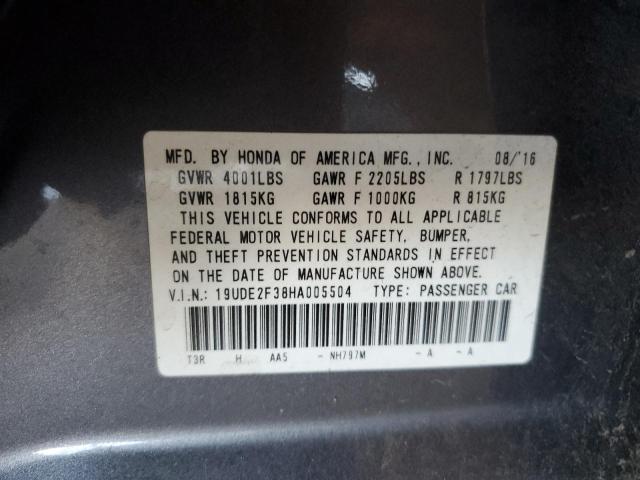 MFD. BY HONDA OF AMERICA MFG., INC. 08/'16
GVWR 4001LBS GAWR F 2205LBS R 1797LBS
GVWR 1815KG GAWR F 1000KG R 815KG
THIS VEHICLE CONFORMS TO ALL APPLICABLE
FEDERAL MOTOR VEHICLE SAFETY, BUMPER,
AND THEFT PREVENTION STANDARDS IN EFFECT
ON THE DATE OF MANUFACTURE SHOWN ABOVE.
V.I.N.: 19UDE2F38HA005504 TYPE: PASSENGER CAR
T3R H AA5 - NH797M - A - A